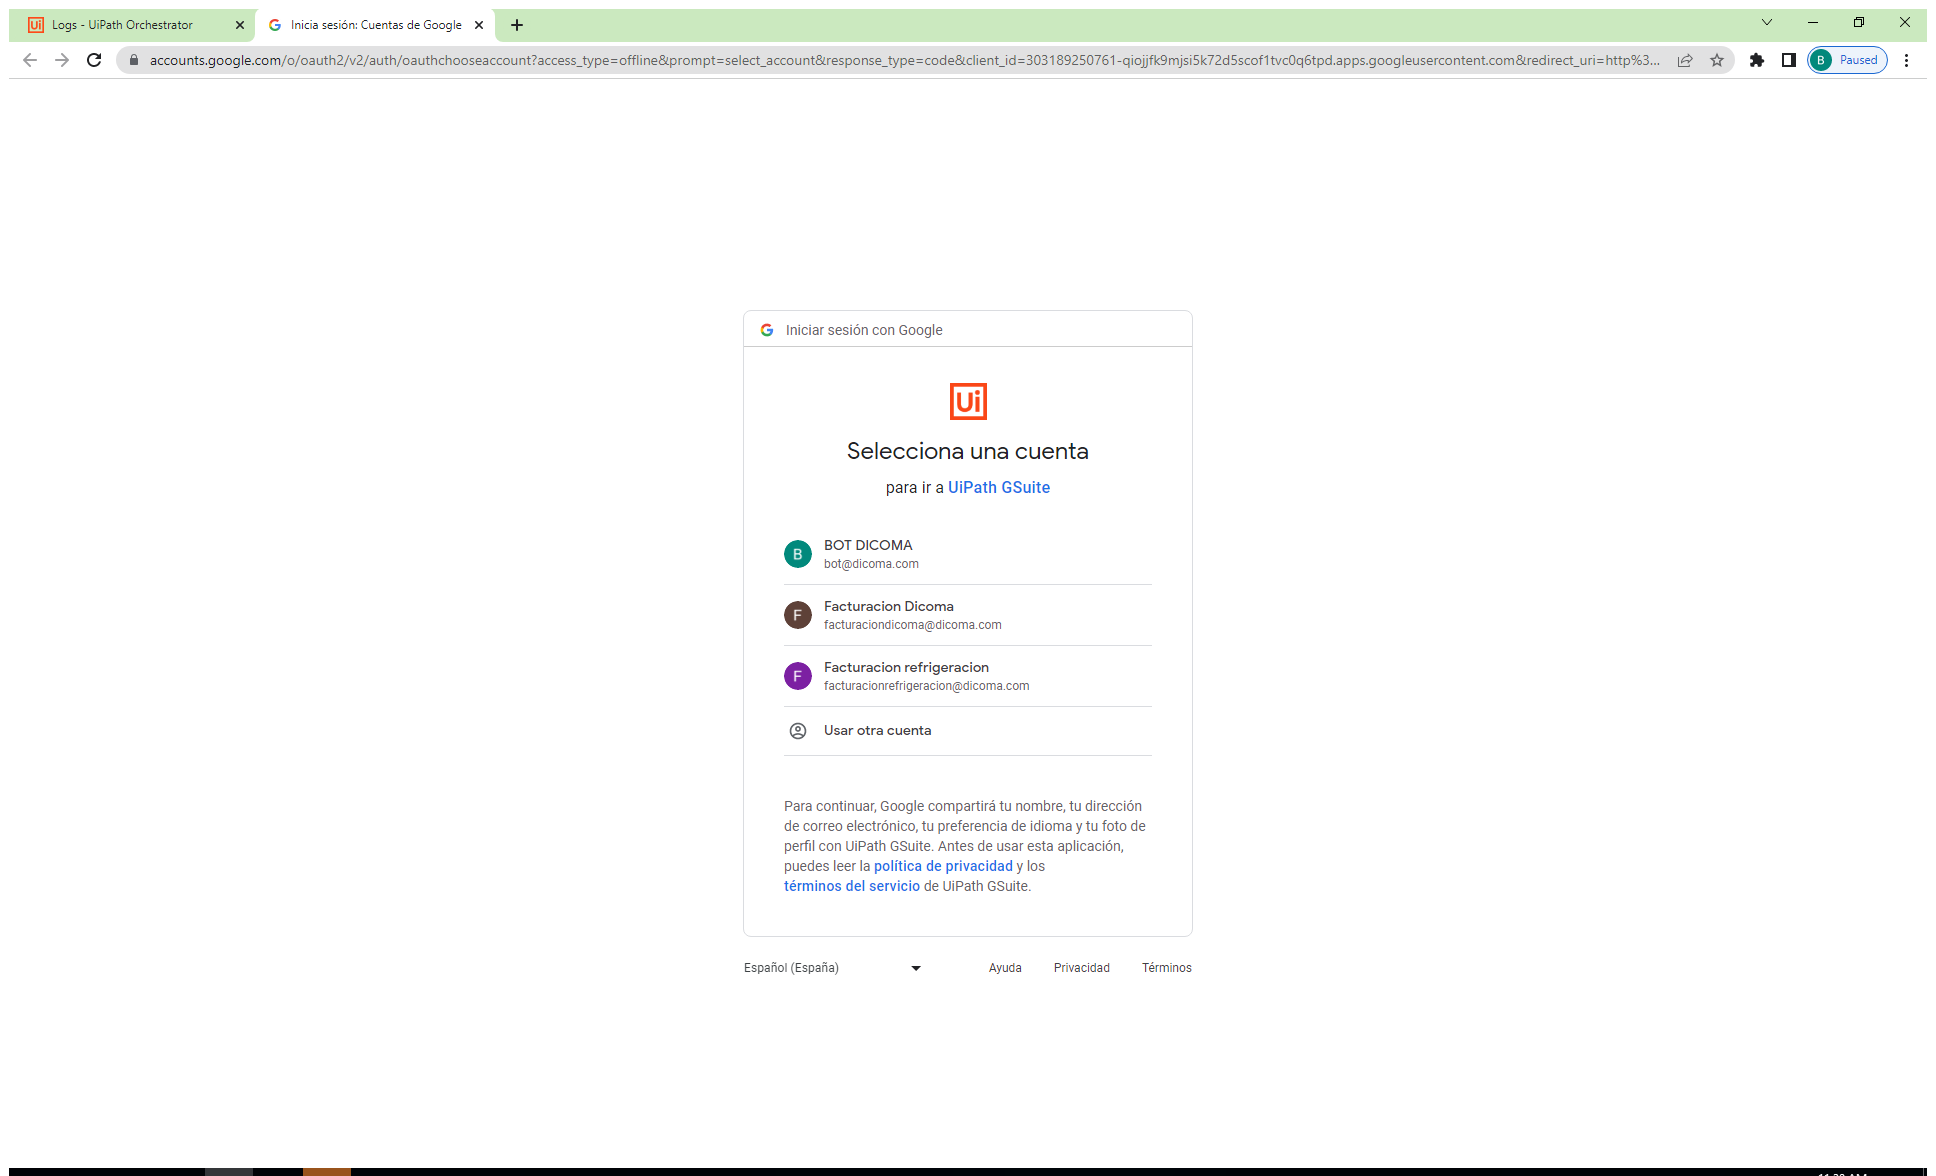 Logs - UiPath Orchestrator
Inicia sesión: Cuentas de Google
accounts.google.com/o/oauth2/v2/auth/oauthchooseaccount?access_type=offline&prompt=select_account&response_type=code&client_id=303189250761-qiojjfk9mjsi5k72d5scof1tvc0q6tpd.apps.googleusercontent.com&redirect_uri=http%3...
B Paused
Iniciar sesión con Google
Ui
Selecciona una cuenta
para ir a UiPath GSuite
B
BOT DICOMA
bot@dicoma.com
F
Facturacion Dicoma
facturaciondicoma@dicoma.com
F
Facturacion refrigeracion
facturacionrefrigeracion@dicoma.com
Usar otra cuenta
Para continuar, Google compartirá tu nombre, tu dirección
de correo electrónico, tu preferencia de idioma y tu foto de
perfil con UiPath GSuite. Antes de usar esta aplicación,
puedes leer la política de privacidad y los
términos del servicio de UiPath GSuite.
Español (España)
Ayuda
Privacidad
Términos